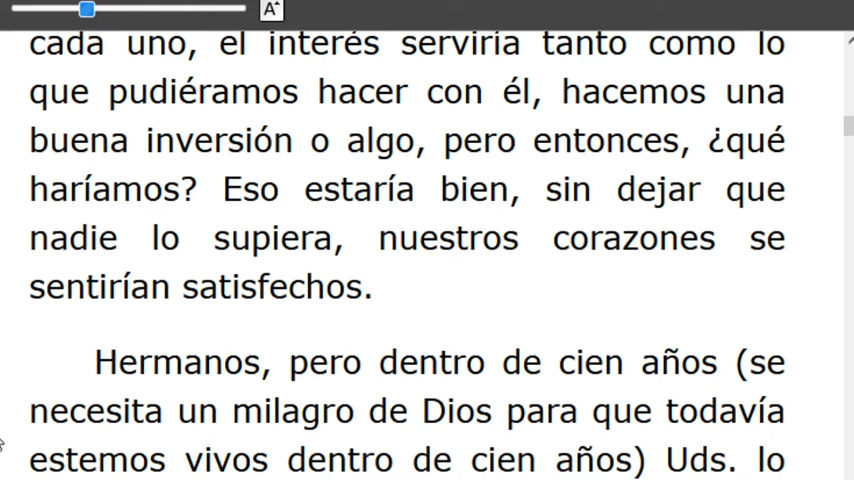 A
cada uno, el interés serviría tanto como lo
que pudiéramos hacer con él, hacemos una
buena inversión o algo, pero entonces, ¿qué
haríamos? Eso estaría bien, sin dejar que
nadie lo supiera, nuestros corazones se
sentirían satisfechos.
Hermanos, pero dentro de cien años (se
necesita un milagro de Dios para que todavía
estemos vivos dentro de cien años) Uds. lo